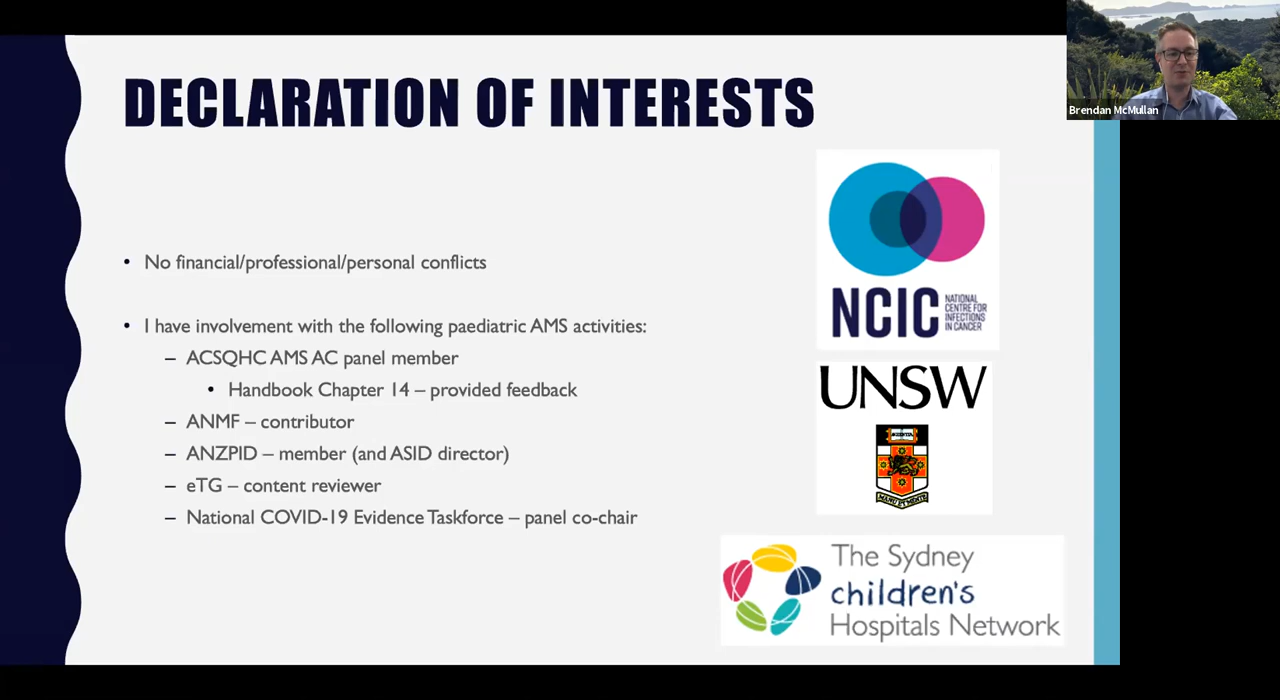 DECLARATION OF INTERESTS
Brendan McMullan
• No financial/professional/personal conflicts
• I have involvement with the following paediatric AMS activities:
– ACSQHC AMS AC panel member
• Handbook Chapter 14 – provided feedback
– ANMF – contributor
– ANZPID – member (and ASID director)
– eTG – content reviewer
– National COVID-19 Evidence Taskforce – panel co-chair
NCIC
NATIONAL
CENTRE FOR
INFECTIONS
IN CANCER
UNSW
The Sydney
children's
Hospitals Network